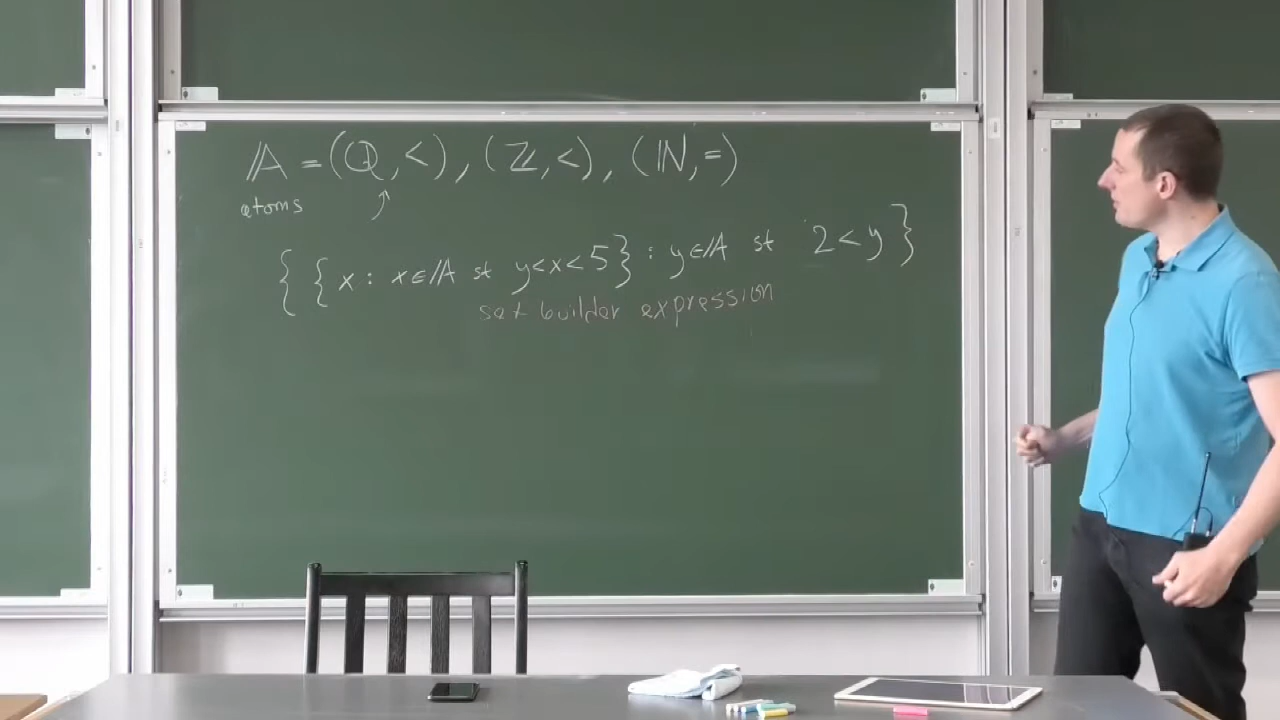 𝔸 = (ℚ, <), (ℤ, <), (ℕ, =)
atoms
{ { x : x ∈ 𝔸 st y < x < 5 } : y ∈ 𝔸 st 2 < y }
set builder expression